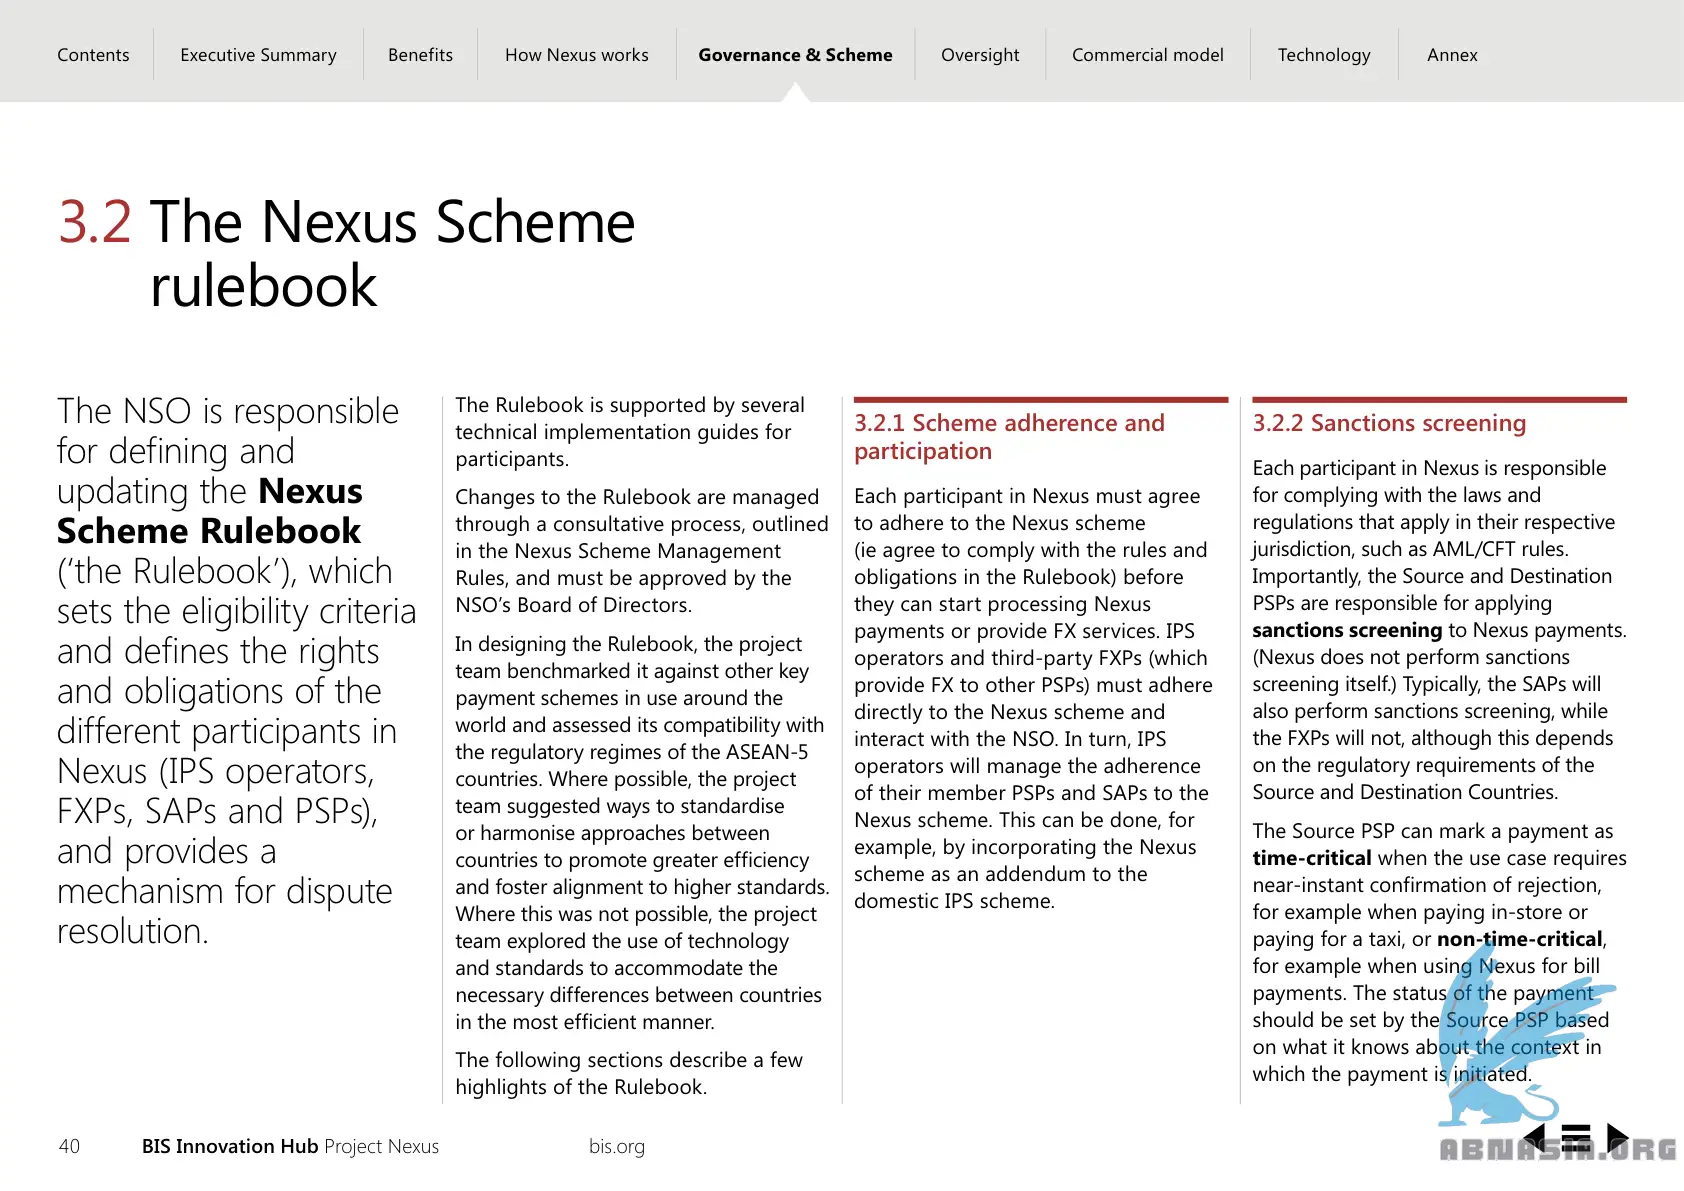 Contents
Executive Summary
Benefits
How Nexus works
Governance & Scheme
Oversight
Commercial model
Technology
Annex
3.2 The Nexus Scheme
rulebook
The NSO is responsible
for defining and
updating the Nexus
Scheme Rulebook
(‘the Rulebook’), which
sets the eligibility criteria
and defines the rights
and obligations of the
different participants in
Nexus (IPS operators,
FXPs, SAPs and PSPs),
and provides a
mechanism for dispute
resolution.
The Rulebook is supported by several
technical implementation guides for
participants.
Changes to the Rulebook are managed
through a consultative process, outlined
in the Nexus Scheme Management
Rules, and must be approved by the
NSO’s Board of Directors.
In designing the Rulebook, the project
team benchmarked it against other key
payment schemes in use around the
world and assessed its compatibility with
the regulatory regimes of the ASEAN-5
countries. Where possible, the project
team suggested ways to standardise
or harmonise approaches between
countries to promote greater efficiency
and foster alignment to higher standards.
Where this was not possible, the project
team explored the use of technology
and standards to accommodate the
necessary differences between countries
in the most efficient manner.
The following sections describe a few
highlights of the Rulebook.
3.2.1 Scheme adherence and
participation
Each participant in Nexus must agree
to adhere to the Nexus scheme
(ie agree to comply with the rules and
obligations in the Rulebook) before
they can start processing Nexus
payments or provide FX services. IPS
operators and third-party FXPs (which
provide FX to other PSPs) must adhere
directly to the Nexus scheme and
interact with the NSO. In turn, IPS
operators will manage the adherence
of their member PSPs and SAPs to the
Nexus scheme. This can be done, for
example, by incorporating the Nexus
scheme as an addendum to the
domestic IPS scheme.
3.2.2 Sanctions screening
Each participant in Nexus is responsible
for complying with the laws and
regulations that apply in their respective
jurisdiction, such as AML/CFT rules.
Importantly, the Source and Destination
PSPs are responsible for applying
sanctions screening to Nexus payments.
(Nexus does not perform sanctions
screening itself.) Typically, the SAPs will
also perform sanctions screening, while
the FXPs will not, although this depends
on the regulatory requirements of the
Source and Destination Countries.
The Source PSP can mark a payment as
time-critical when the use case requires
near-instant confirmation of rejection,
for example when paying in-store or
paying for a taxi, or non-time-critical,
for example when using Nexus for bill
payments. The status of the payment
should be set by the Source PSP based
on what it knows about the context in
which the payment is initiated.
40
BIS Innovation Hub Project Nexus
bis.org
ABNASIA.ORG